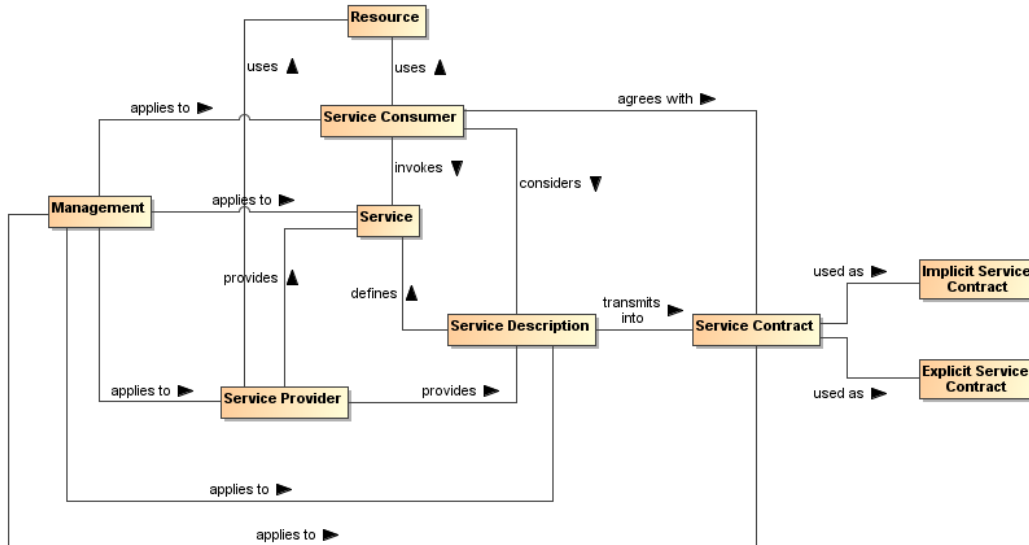 Resource
uses
uses
applies to
Service Consumer
agrees with
invokes
considers
Management
applies to
Service
provides
defines
used as
Implicit Service
Contract
transmits
into
Service Description
Service Contract
Explicit Service
Contract
applies to
Service Provider
provides
used as
applies to
applies to